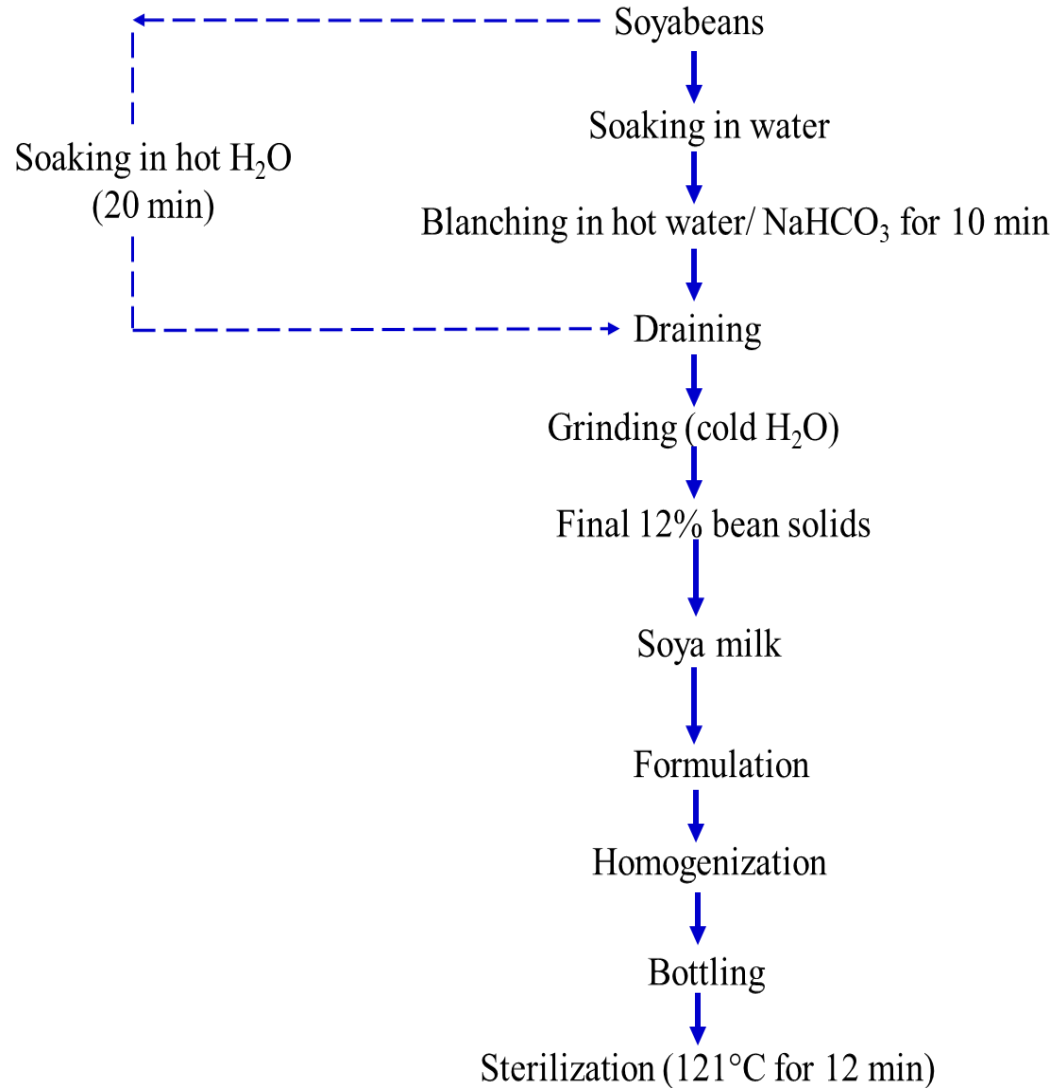 Soyabeans
Soaking in water
Soaking in hot H₂O
(20 min)
Blanching in hot water/ NaHCO₃ for 10 min
Draining
Grinding (cold H₂O)
Final 12% bean solids
Soya milk
Formulation
Homogenization
Bottling
Sterilization (121°C for 12 min)